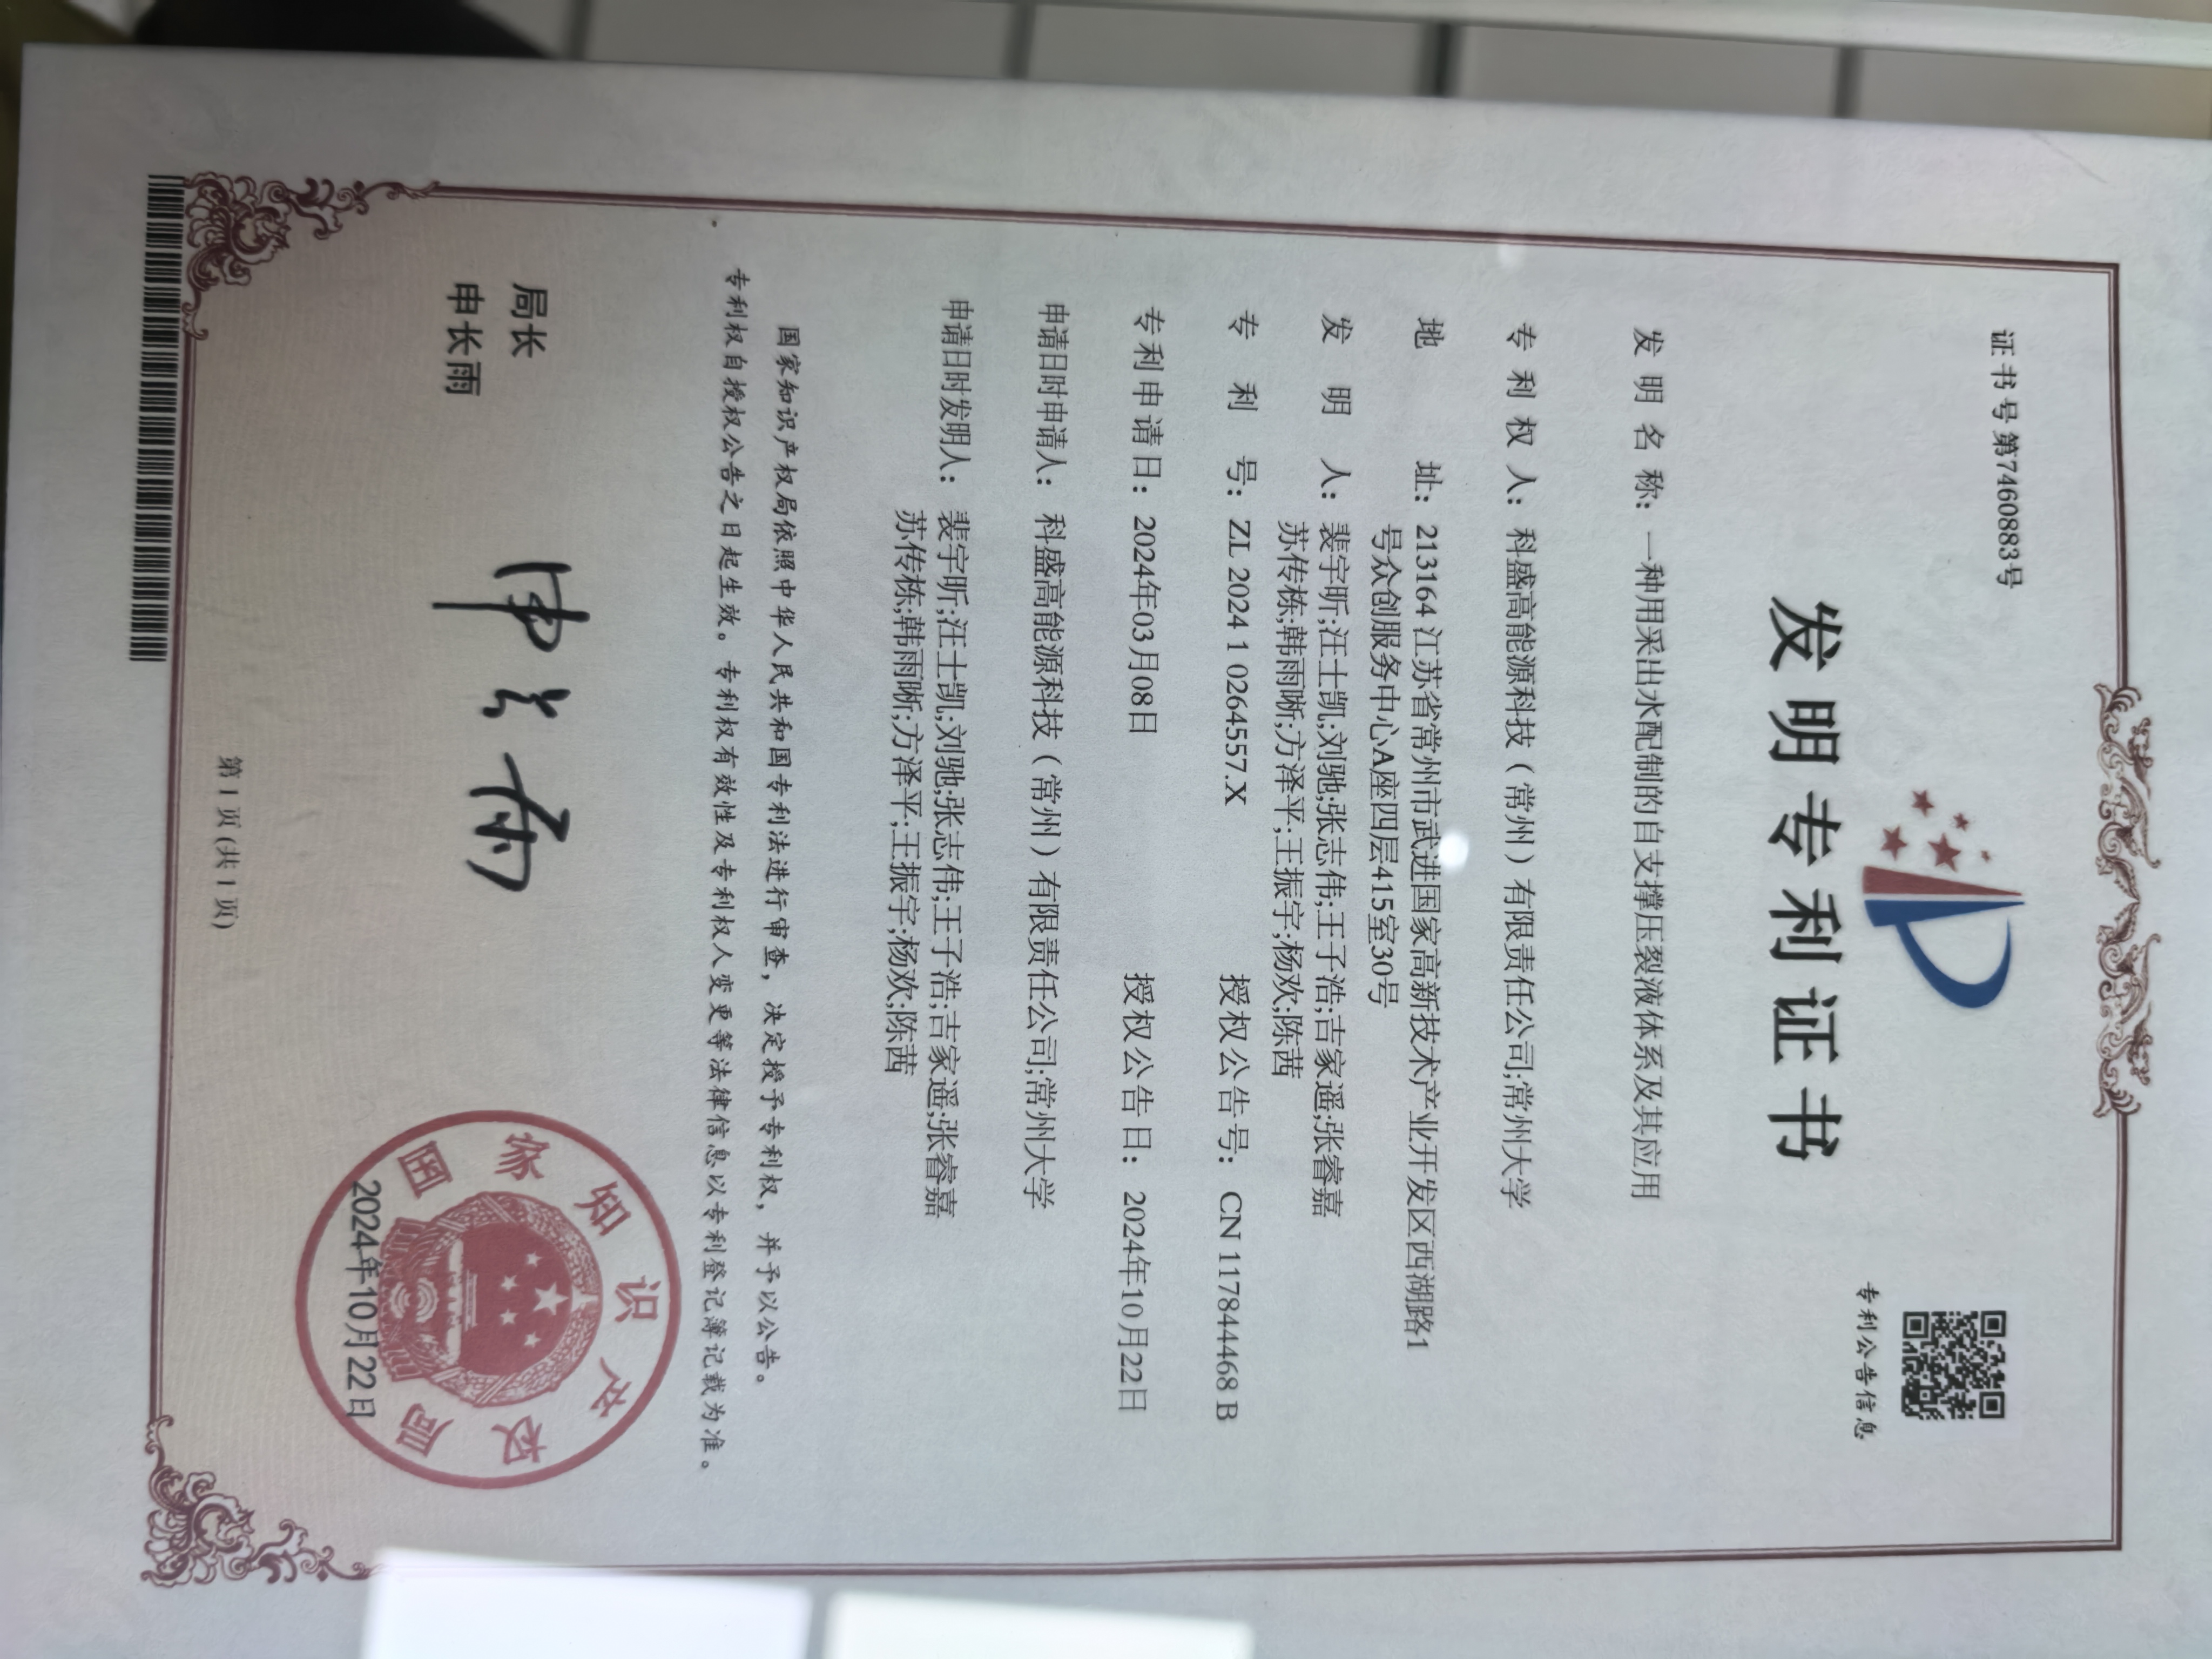 证书号第7460883号
专利公告信息
发明专利证书
发明名称：一种用采出水配制的自支撑压裂液体系及其应用
专利权人：科盛高能源科技（常州）有限责任公司;常州大学
地址：213164 江苏省常州市武进国家高新技术产业开发区西湖路1
号众创服务中心A座四层415室30号
发明人：裴宇昕;汪士凯;刘驰;张志伟;王子浩;吉家遥;张睿嘉
苏传栋;韩雨晰;方泽平;王振宇;杨欢;陈茜
专利号：ZL 2024 1 0264557.X 授权公告号：CN 117844468 B
专利申请日：2024年03月08日 授权公告日：2024年10月22日
申请日时申请人：科盛高能源科技（常州）有限责任公司;常州大学
申请日时发明人：裴宇昕;汪士凯;刘驰;张志伟;王子浩;吉家遥;张睿嘉
苏传栋;韩雨晰;方泽平;王振宇;杨欢;陈茜
国家知识产权局依照中华人民共和国专利法进行审查，决定授予专利权，并予以公告。
专利权自授权公告之日起生效。专利权有效性及专利权人变更等法律信息以专利登记簿记载为准。
局长
申长雨
申长雨
国家知识产权局
2024年10月22日
第1页(共1页)